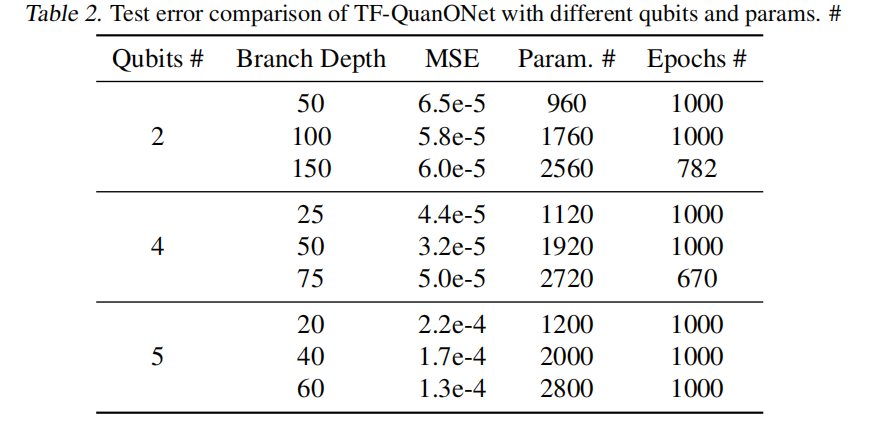 Table 2. Test error comparison of TF-QuanONet with different qubits and params. #
Qubits # Branch Depth MSE Param. # Epochs #
50 6.5e-5 960 1000
2 100 5.8e-5 1760 1000
150 6.0e-5 2560 782
25 4.4e-5 1120 1000
4 50 3.2e-5 1920 1000
75 5.0e-5 2720 670
20 2.2e-4 1200 1000
5 40 1.7e-4 2000 1000
60 1.3e-4 2800 1000